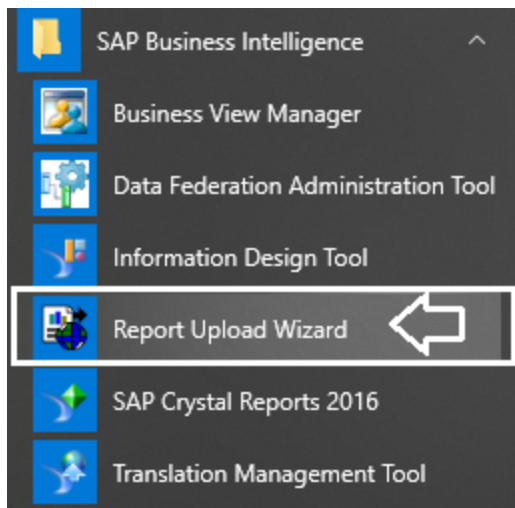 SAP Business Intelligence
Business View Manager
Data Federation Administration Tool
Information Design Tool
Report Upload Wizard
SAP Crystal Reports 2016
Translation Management Tool